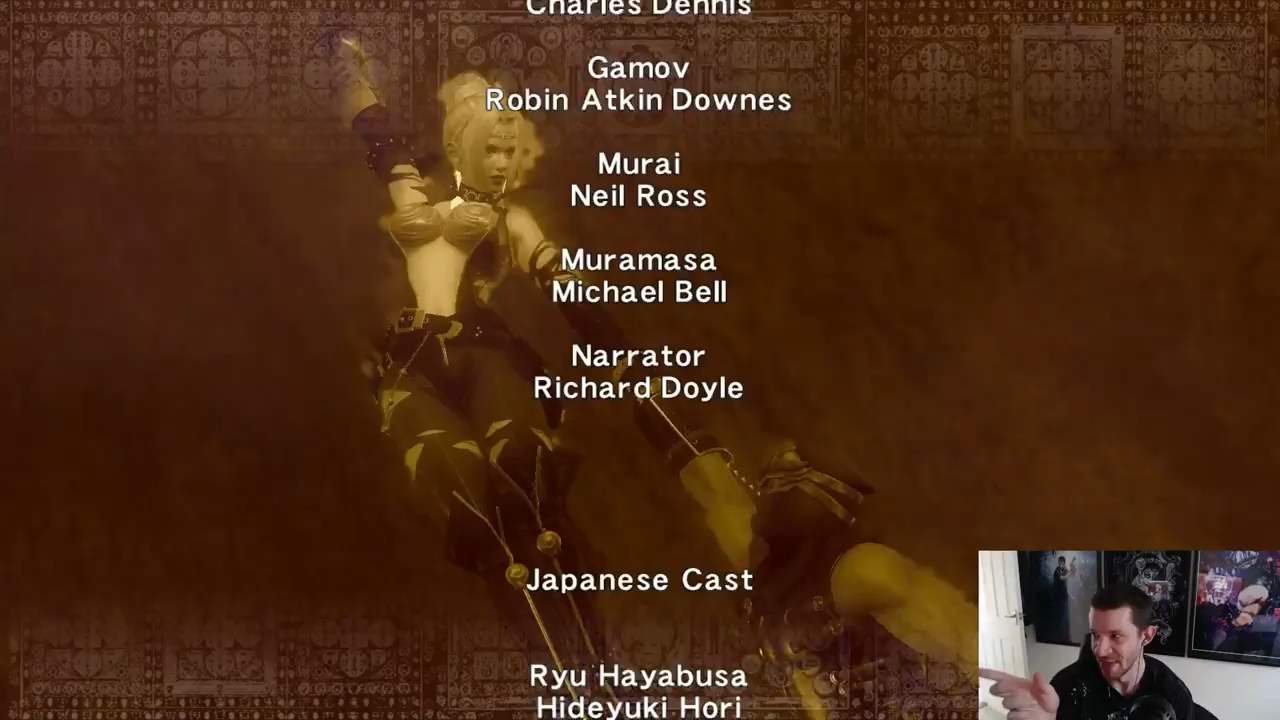 Charles Dennis
Gamov
Robin Atkin Downes
Murai
Neil Ross
Muramasa
Michael Bell
Narrator
Richard Doyle
Japanese Cast
Ryu Hayabusa
Hideyuki Hori